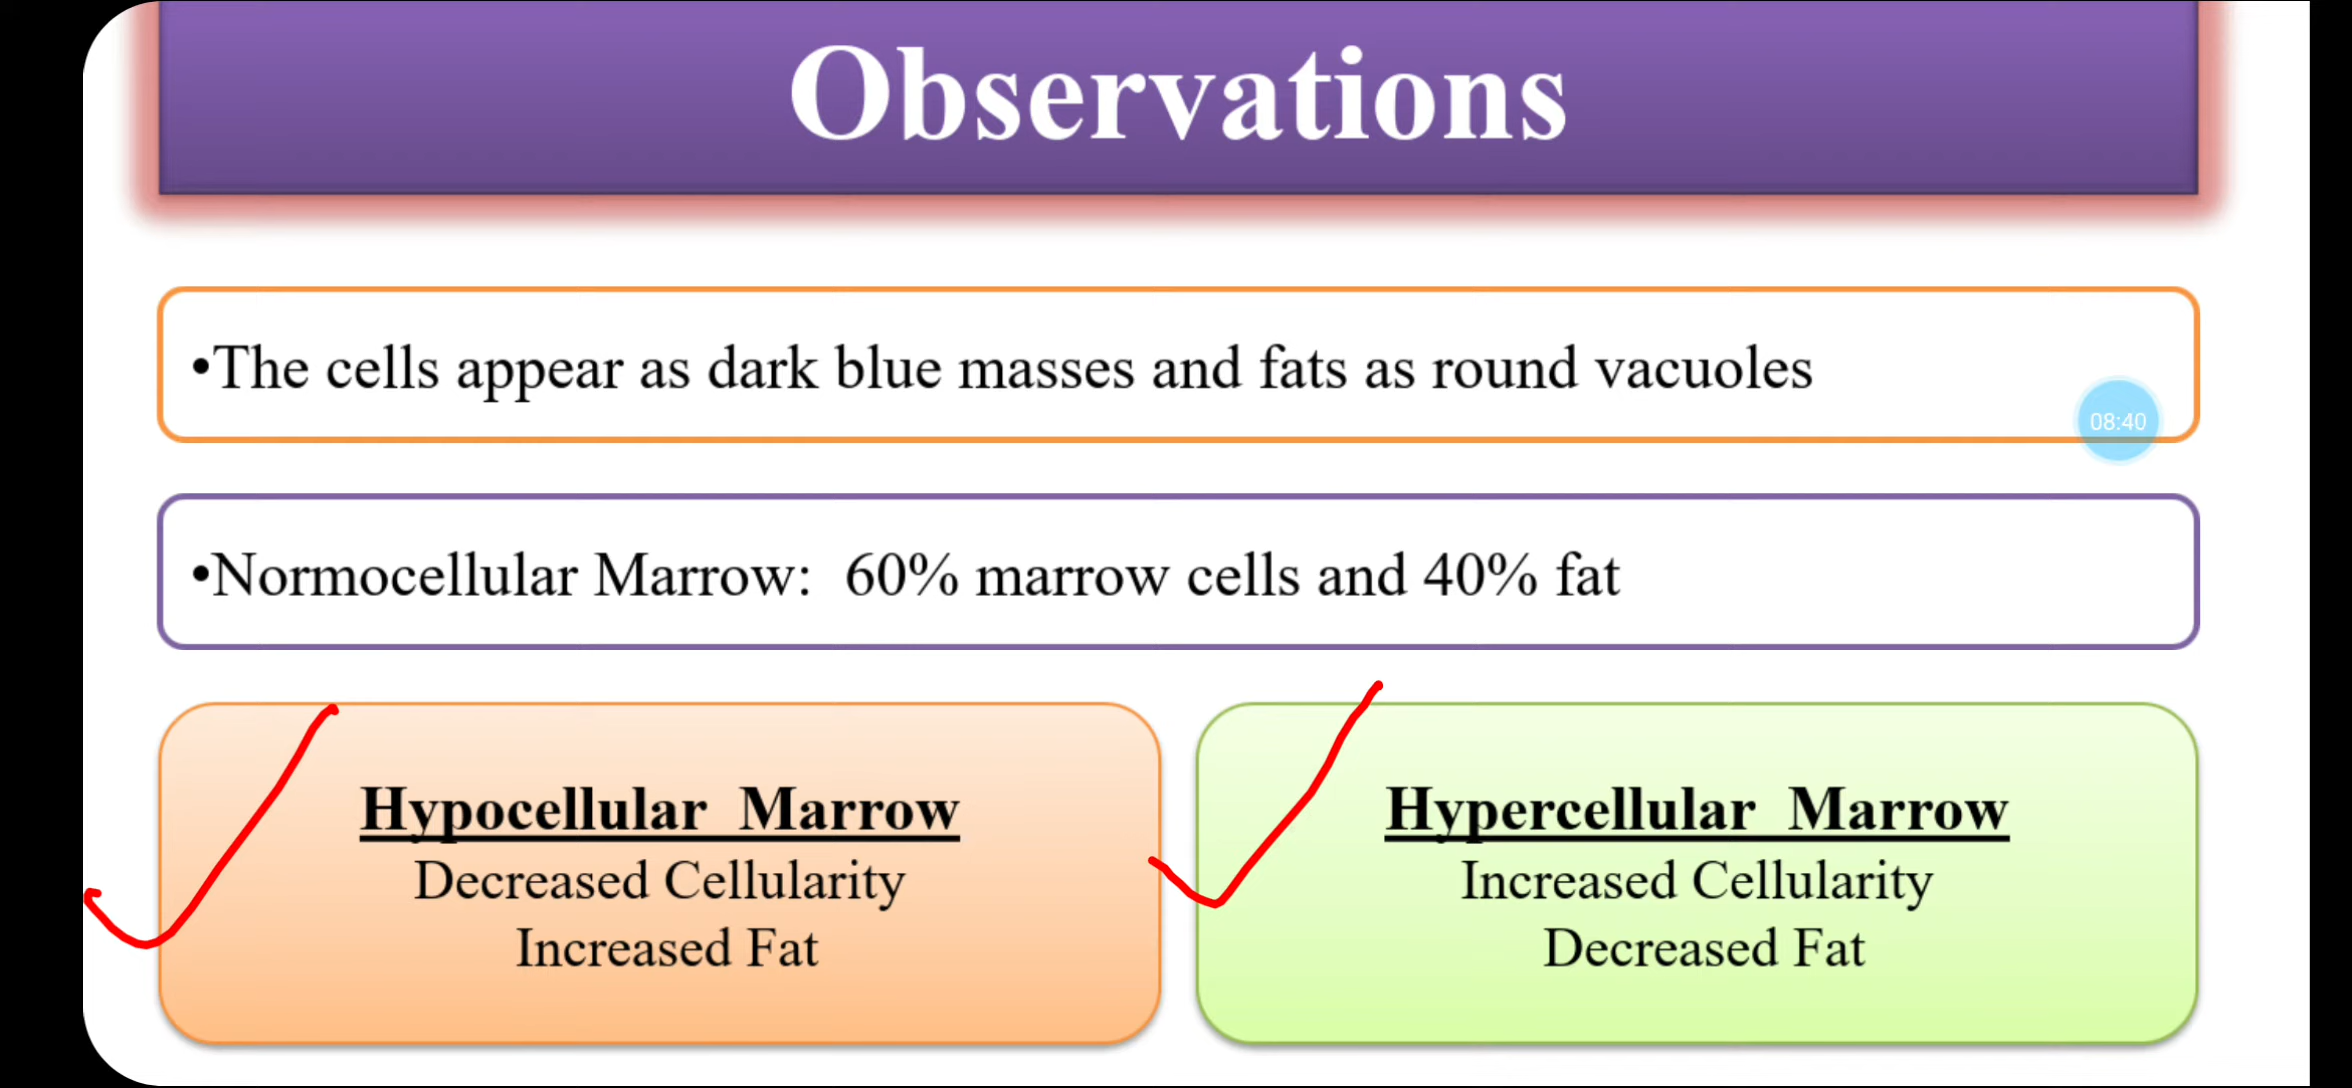 Observations
•The cells appear as dark blue masses and fats as round vacuoles
08:40
•Normocellular Marrow: 60% marrow cells and 40% fat
Hypocellular Marrow
Decreased Cellularity
Increased Fat
Hypercellular Marrow
Increased Cellularity
Decreased Fat